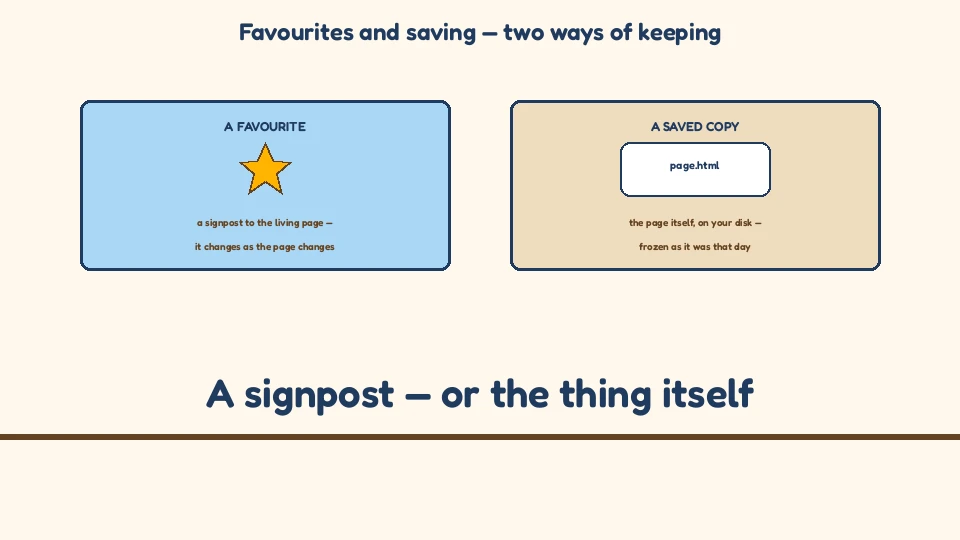 Favourites and saving — two ways of keeping
A FAVOURITE
a signpost to the living page —
it changes as the page changes
A SAVED COPY
page.html
the page itself, on your disk —
frozen as it was that day
A signpost — or the thing itself